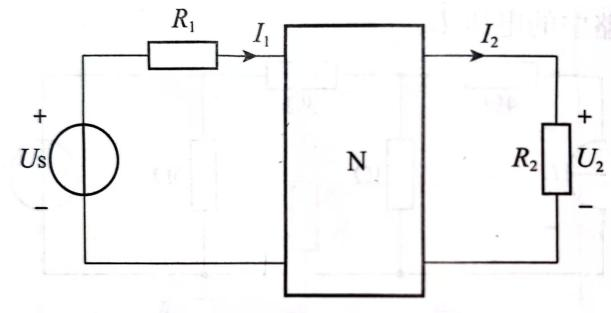 R₁
I₁
I₂
+
Us
−
N
R₂
+
U₂
−